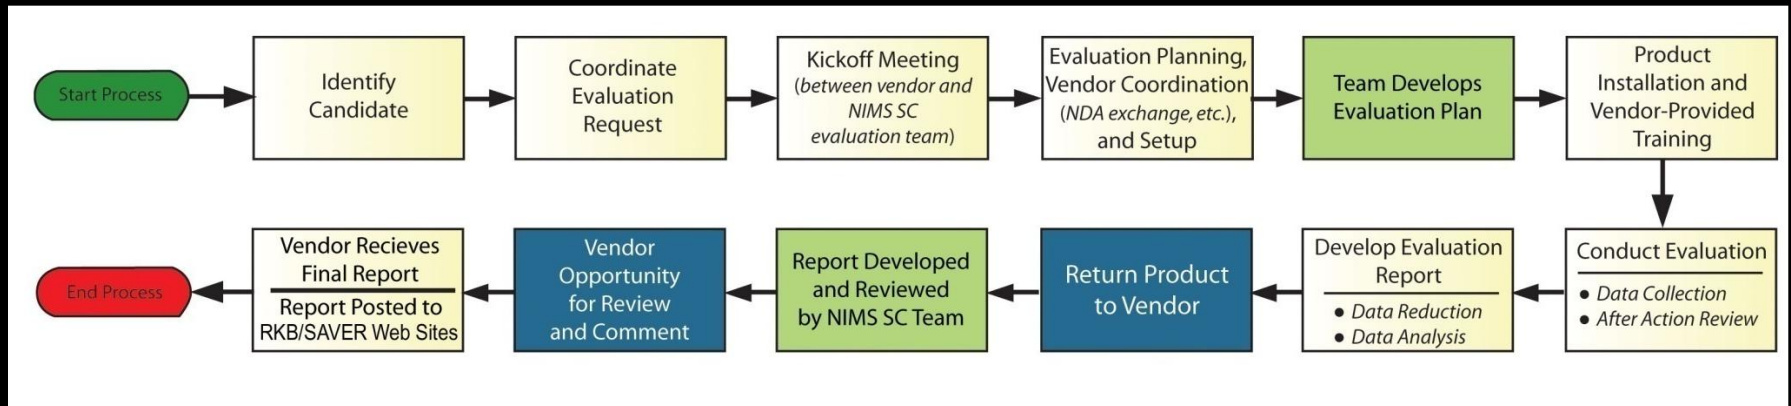 Start Process
Identify
Candidate
Coordinate
Evaluation
Request
Kickoff Meeting
(between vendor and
NIMS SC
evaluation team)
Evaluation Planning,
Vendor Coordination
(NDA exchange, etc.),
and Setup
Team Develops
Evaluation Plan
Product
Installation and
Vendor-Provided
Training
Conduct Evaluation
● Data Collection
● After Action Review
Develop Evaluation
Report
● Data Reduction
● Data Analysis
Return Product
to Vendor
Report Developed
and Reviewed
by NIMS SC Team
Vendor
Opportunity
for Review
and Comment
Vendor Recieves
Final Report
Report Posted to
RKB/SAVER Web Sites
End Process